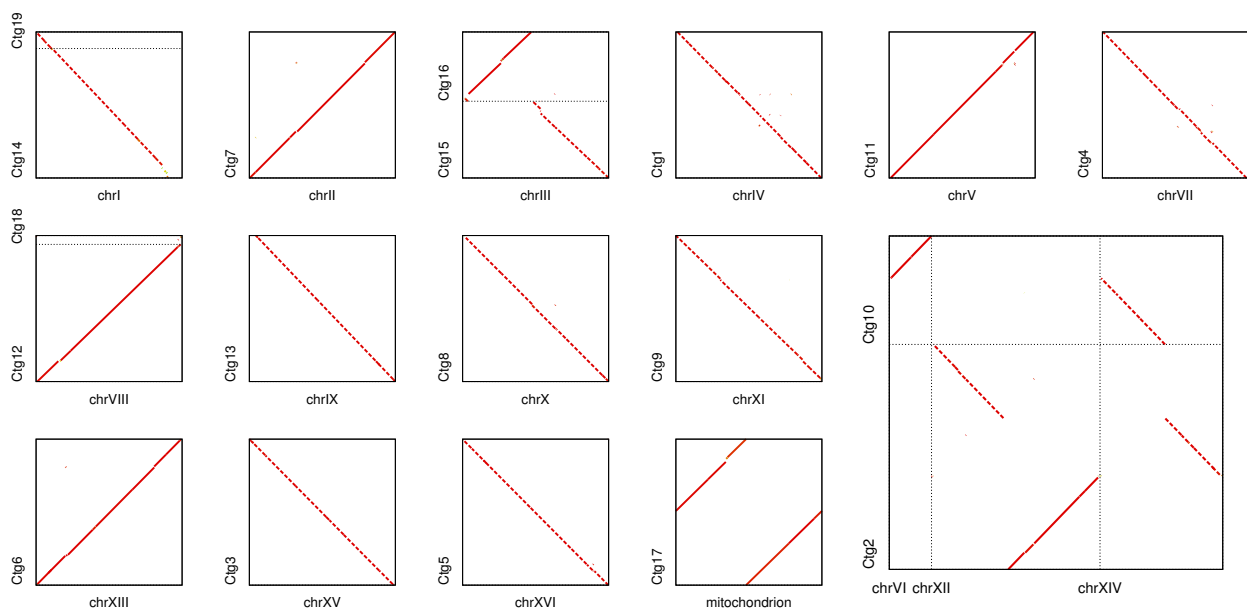 Ctg19
Ctg14
chrI
Ctg7
chrII
Ctg16
Ctg15
chrIII
Ctg1
chrIV
Ctg11
chrV
Ctg4
chrVII
Ctg18
Ctg12
chrVIII
Ctg13
chrIX
Ctg8
chrX
Ctg9
chrXI
Ctg10
Ctg2
chrVI chrXII chrXIV
Ctg6
chrXIII
Ctg3
chrXV
Ctg5
chrXVI
Ctg17
mitochondrion